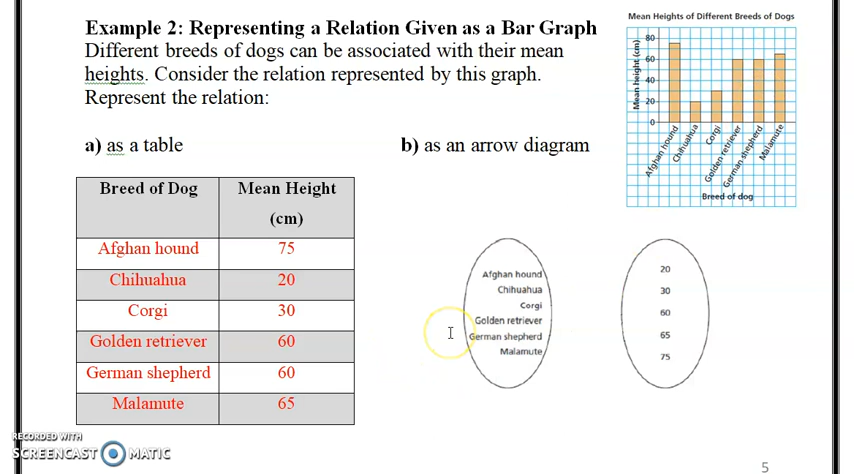 Example 2: Representing a Relation Given as a Bar Graph
Different breeds of dogs can be associated with their mean
heights. Consider the relation represented by this graph.
Represent the relation:
a) as a table
b) as an arrow diagram
Mean Heights of Different Breeds of Dogs
Mean height (cm)
80
60
40
20
0
Afghan hound
Chihuahua
Corgi
Golden retriever
German shepherd
Malamute
Breed of dog
Breed of Dog Mean Height
(cm)
Afghan hound 75
Chihuahua 20
Corgi 30
Golden retriever 60
German shepherd 60
Malamute 65
Afghan hound
Chihuahua
Corgi
Golden retriever
German shepherd
Malamute
20
30
60
65
75
RECORDED WITH
SCREENCAST MATIC
5